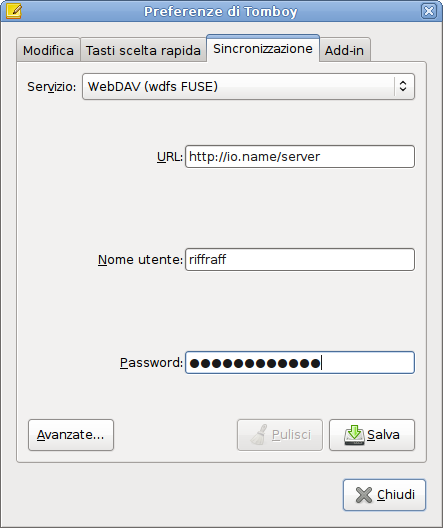 Preferenze di Tomboy
Modifica Tasti scelta rapida Sincronizzazione Add-in
Servizio: WebDAV (wdfs FUSE)
URL: http://io.name/server
Nome utente: riffraff
Password: ●●●●●●●●●●●●
Avanzate... Pulisci Salva
Chiudi